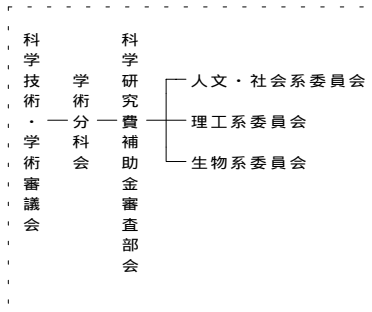 科学技術・学術審議会
学術分科会
科学研究費補助金審査部会
人文・社会系委員会
理工系委員会
生物系委員会